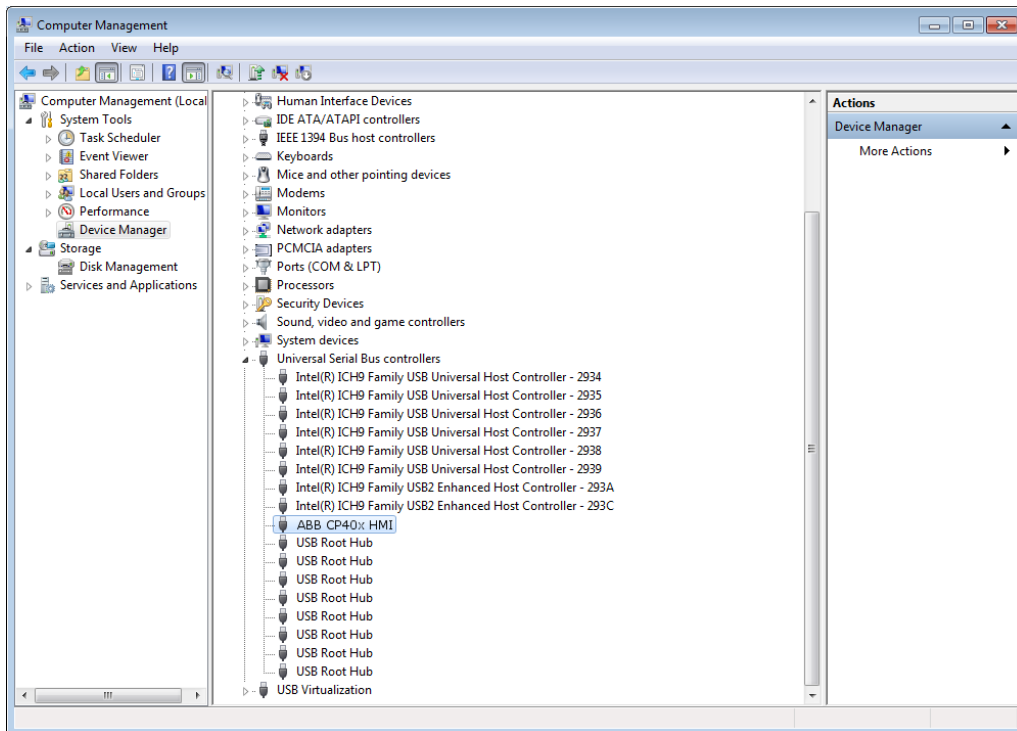 Computer Management
File Action View Help
Computer Management (Local
System Tools
Task Scheduler
Event Viewer
Shared Folders
Local Users and Groups
Performance
Device Manager
Storage
Disk Management
Services and Applications
Human Interface Devices
IDE ATA/ATAPI controllers
IEEE 1394 Bus host controllers
Keyboards
Mice and other pointing devices
Modems
Monitors
Network adapters
PCMCIA adapters
Ports (COM & LPT)
Processors
Security Devices
Sound, video and game controllers
System devices
Universal Serial Bus controllers
Intel(R) ICH9 Family USB Universal Host Controller - 2934
Intel(R) ICH9 Family USB Universal Host Controller - 2935
Intel(R) ICH9 Family USB Universal Host Controller - 2936
Intel(R) ICH9 Family USB Universal Host Controller - 2937
Intel(R) ICH9 Family USB Universal Host Controller - 2938
Intel(R) ICH9 Family USB Universal Host Controller - 2939
Intel(R) ICH9 Family USB2 Enhanced Host Controller - 293A
Intel(R) ICH9 Family USB2 Enhanced Host Controller - 293C
ABB CP40x HMI
USB Root Hub
USB Root Hub
USB Root Hub
USB Root Hub
USB Root Hub
USB Root Hub
USB Root Hub
USB Root Hub
USB Virtualization
Actions
Device Manager
More Actions